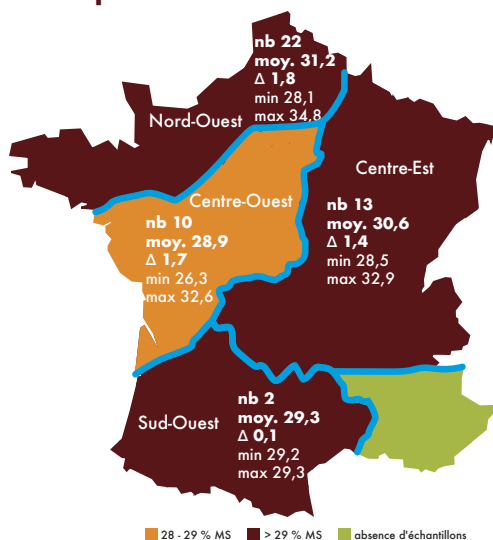 nb 22
moy. 31,2
Δ 1,8
min 28,1
max 34,8
Nord-Ouest
Centre-Est
nb 13
moy. 30,6
Δ 1,4
min 28,5
max 32,9
Centre-Ouest
nb 10
moy. 28,9
Δ 1,7
min 26,3
max 32,6
Sud-Ouest
nb 2
moy. 29,3
Δ 0,1
min 29,2
max 29,3
28 - 29 % MS
> 29 % MS
absence d'échantillons